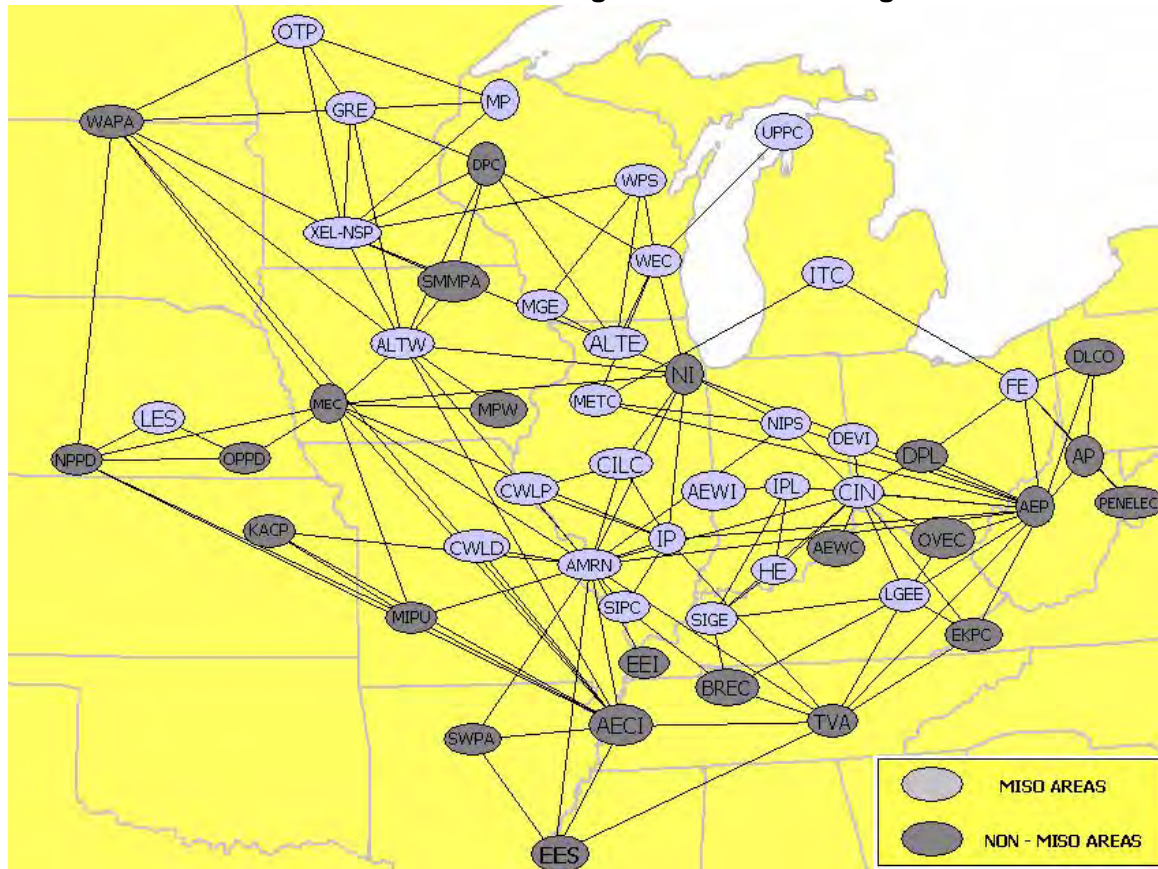 OTP
MP
GRE
WAPA
UPPC
DPC
WPS
XEL-NSP
WEC
ITC
SMMPA
MGE
ALTW
ALTE
DLCO
NI
FE
METC
MEC
MPW
LES
NIPS
DEVI
NPPD
OPPD
DPL
AP
CILC
CWLP
AEWI
IPL
CIN
AEP
PENELEC
KACP
CWLD
IP
AEWC
OVEC
AMRN
HE
LGEE
MIPU
SIPC
SIGE
EKPC
EEI
BREC
AECI
TVA
SWPA
EES
MISO AREAS
NON - MISO AREAS